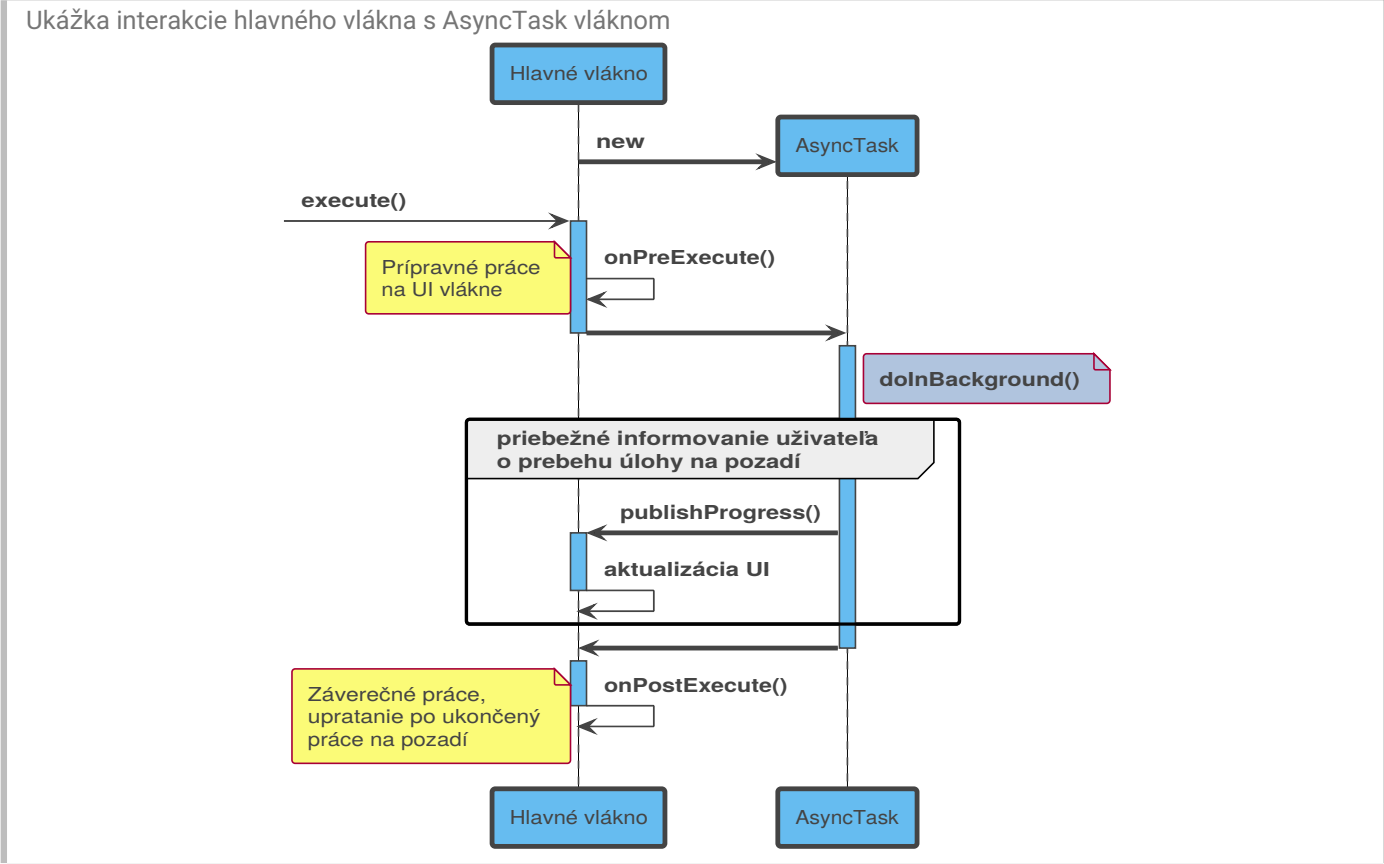 Ukážka interakcie hlavného vlákna s AsyncTask vláknom
Hlavné vlákno
new
AsyncTask
execute()
onPreExecute()
Prípravné práce
na UI vlákne
doInBackground()
priebežné informovanie uživateľa
o prebehu úlohy na pozadí
publishProgress()
aktualizácia UI
onPostExecute()
Záverečné práce,
upratanie po ukončený
práce na pozadí
Hlavné vlákno
AsyncTask